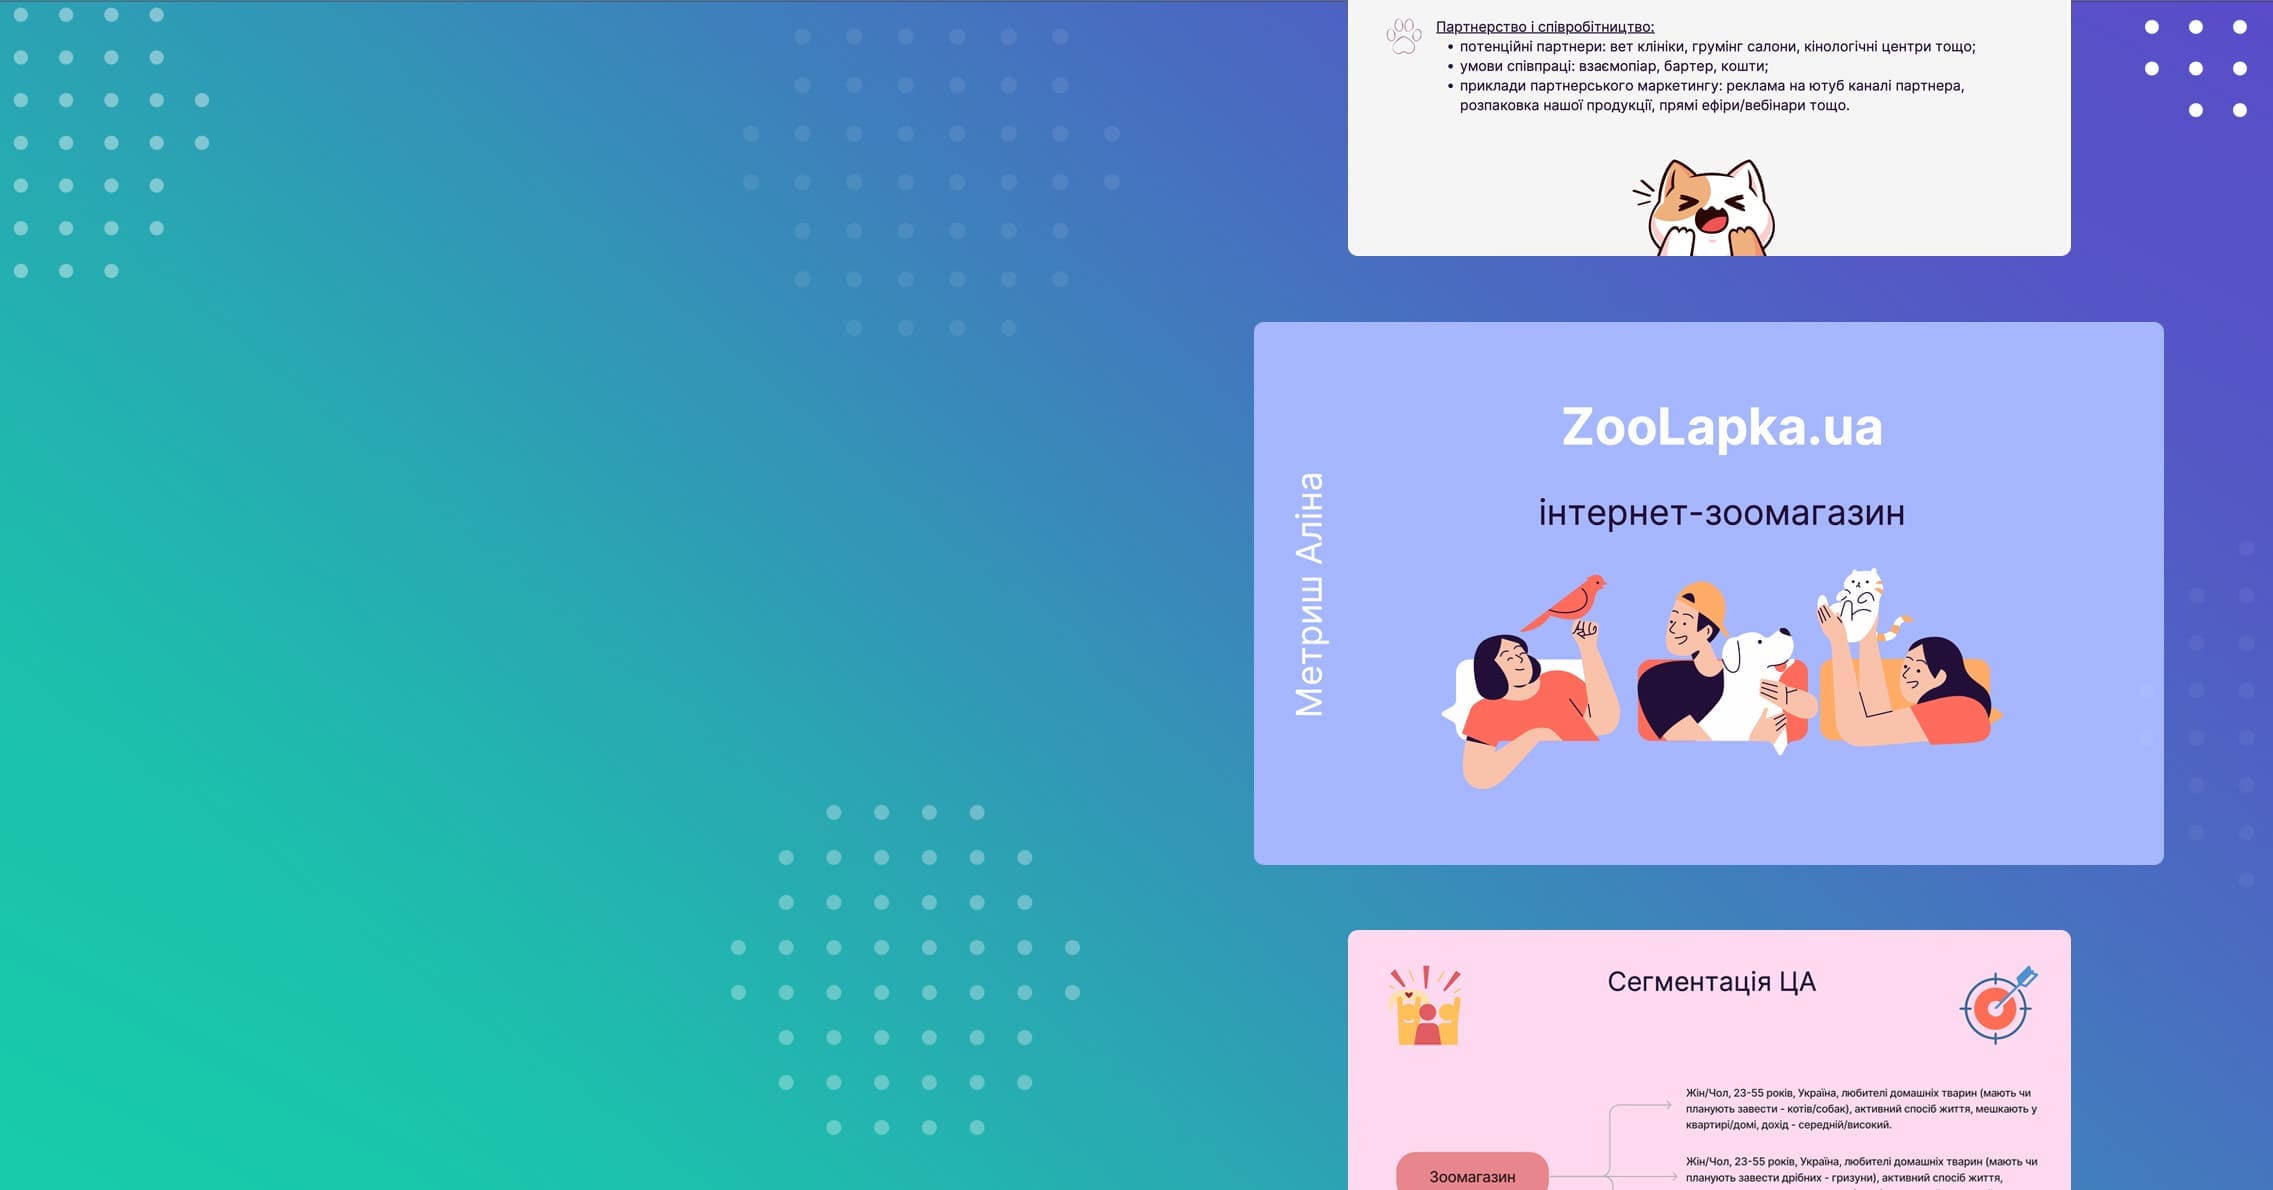 Партнерство і співробітництво:
• потенційні партнери: вет клініки, грумінг салони, кінологічні центри тощо;
• умови співпраці: взаємопіар, бартер, кошти;
• приклади партнерського маркетингу: реклама на ютуб каналі партнера,
розпаковка нашої продукції, прямі ефіри/вебінари тощо.
ZooLapka.ua
інтернет-зоомагазин
Метриш Аліна
Сегментація ЦА
Жін/Чол, 23-55 років, Україна, любителі домашніх тварин (мають чи
планують завести - котів/собак), активний спосіб життя, мешкають у
квартирі/домі, дохід - середній/високий.
Зоомагазин
Жін/Чол, 23-55 років, Україна, любителі домашніх тварин (мають чи
планують завести дрібних - гризуни), активний спосіб життя,